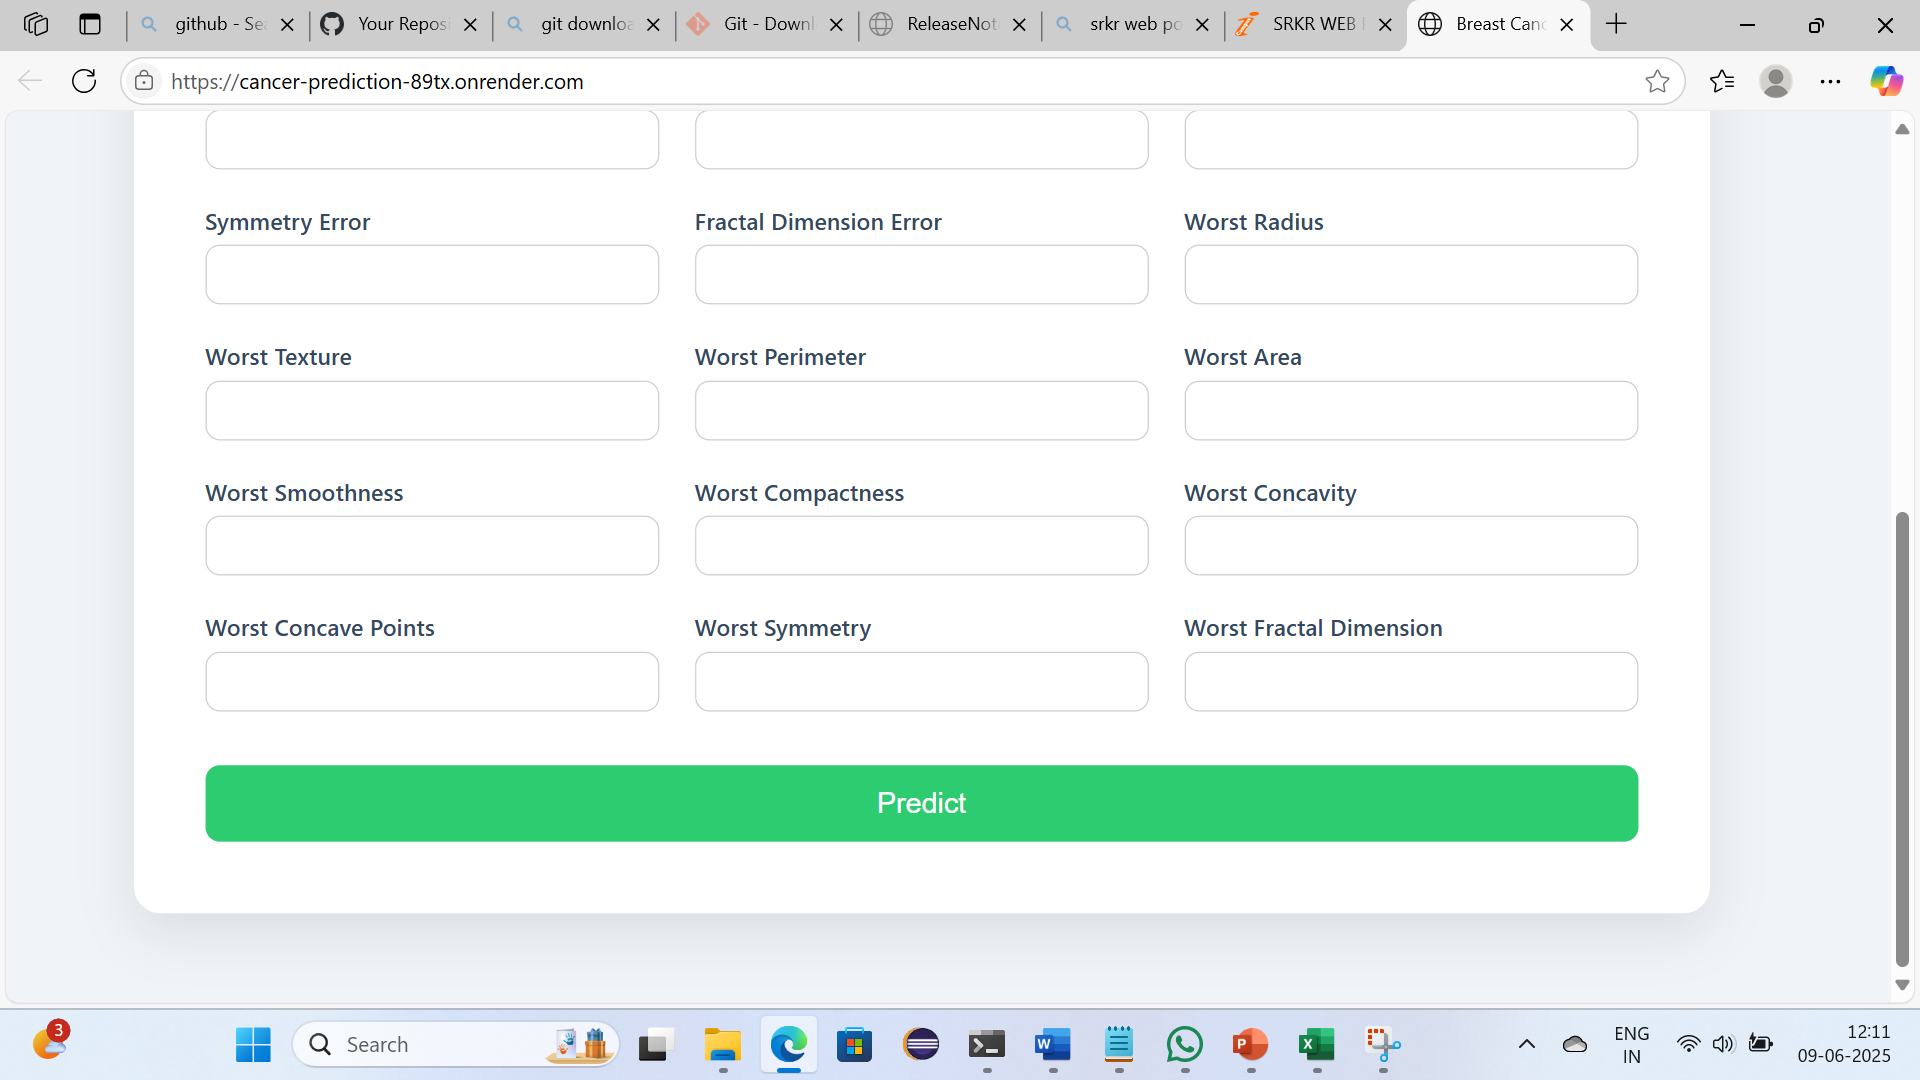 github - Se
Your Reposi
git downloa
Git - Downl
ReleaseNot
srkr web po
SRKR WEB
Breast Canc
https://cancer-prediction-89tx.onrender.com
Symmetry Error Fractal Dimension Error Worst Radius
Worst Texture Worst Perimeter Worst Area
Worst Smoothness Worst Compactness Worst Concavity
Worst Concave Points Worst Symmetry Worst Fractal Dimension
Predict
3
Search
ENG
IN
12:11
09-06-2025